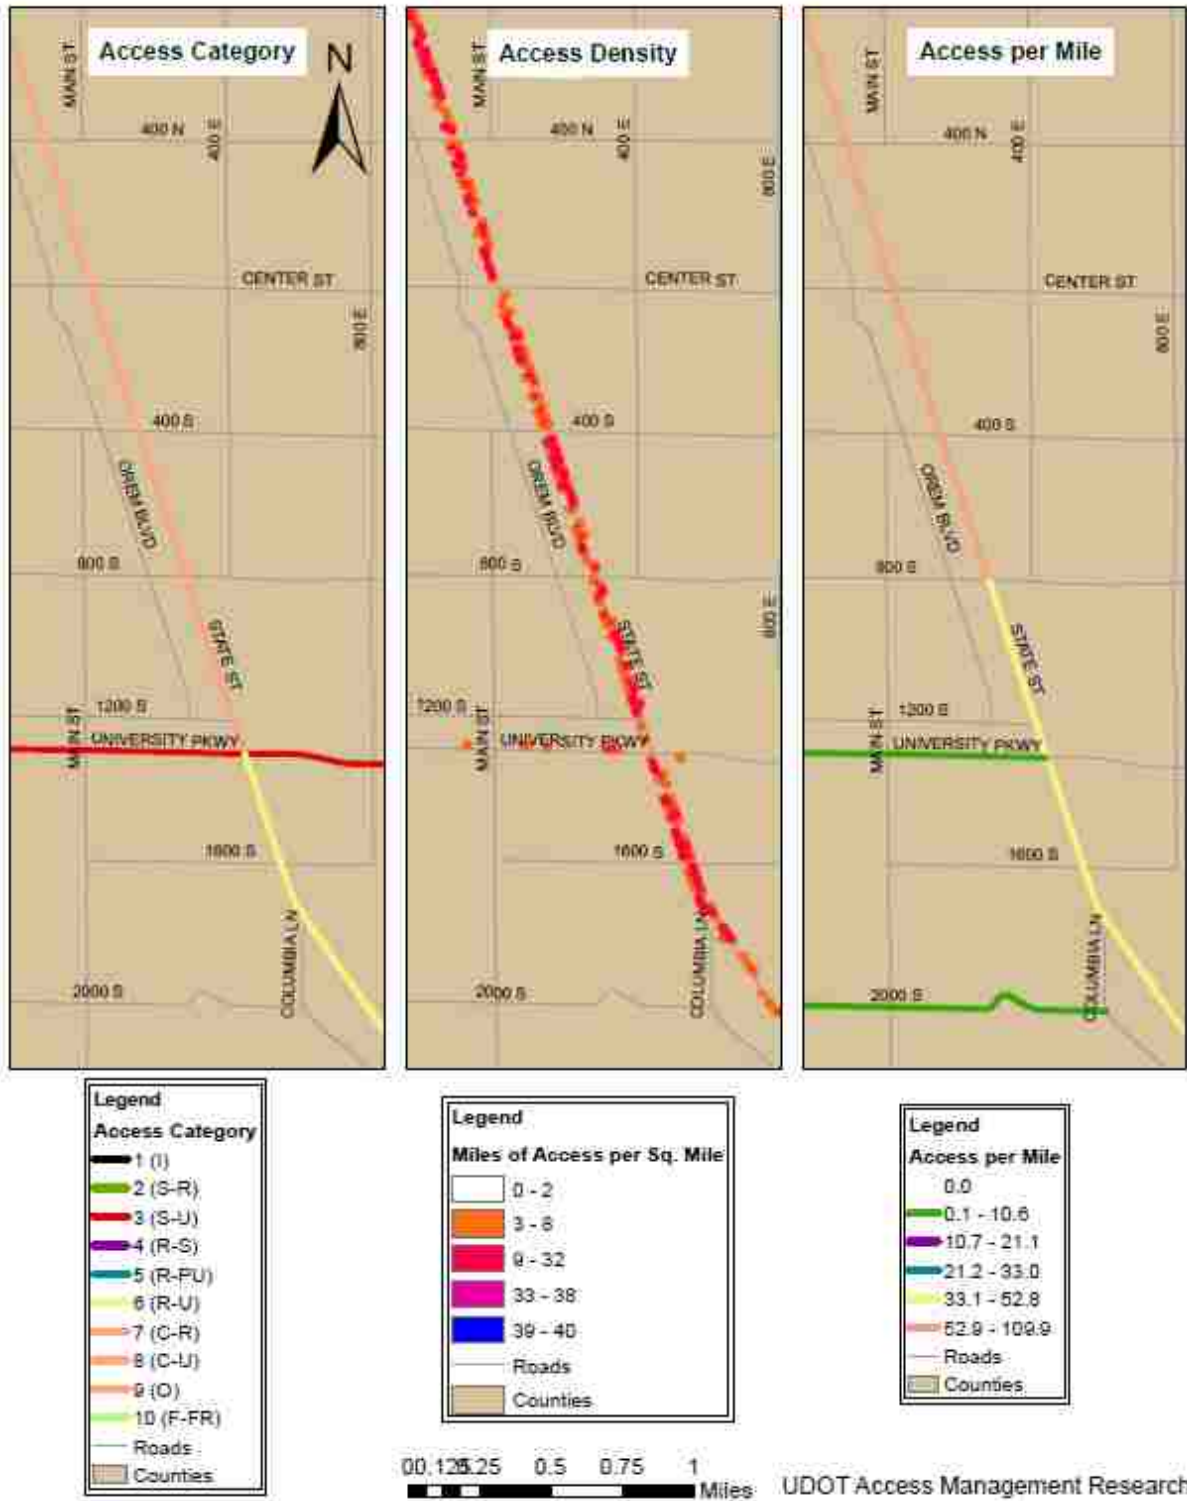 Access Category
N
MAIN ST
400 N
400 E
CENTER ST
800 E
400 S
OREM BLVD
800 S
STATE ST
1200 S
MAIN ST
UNIVERSITY PKWY
1600 S
COLUMBIA LN
2000 S
Access Density
MAIN ST
400 N
400 E
800 E
CENTER ST
400 S
OREM BLVD
800 S
800 E
STATE ST
1200 S
MAIN ST
UNIVERSITY PKWY
1600 S
COLUMBIA LN
2000 S
Access per Mile
MAIN ST
400 N
400 E
CENTER ST
800 E
400 S
OREM BLVD
800 S
STATE ST
1200 S
MAIN ST
UNIVERSITY PKWY
1600 S
COLUMBIA LN
2000 S
Legend
Access Category
1 (I)
2 (S-R)
3 (S-U)
4 (R-S)
5 (R-PU)
6 (R-U)
7 (C-R)
8 (C-U)
9 (O)
10 (F-FR)
Roads
Counties
Legend
Miles of Access per Sq. Mile
0 - 2
3 - 8
9 - 32
33 - 38
39 - 40
Roads
Counties
Legend
Access per Mile
0.0
0.1 - 10.6
10.7 - 21.1
21.2 - 33.0
33.1 - 52.8
52.9 - 109.9
Roads
Counties
0.25 0.5 0.75 1
Miles
UDOT Access Management Research